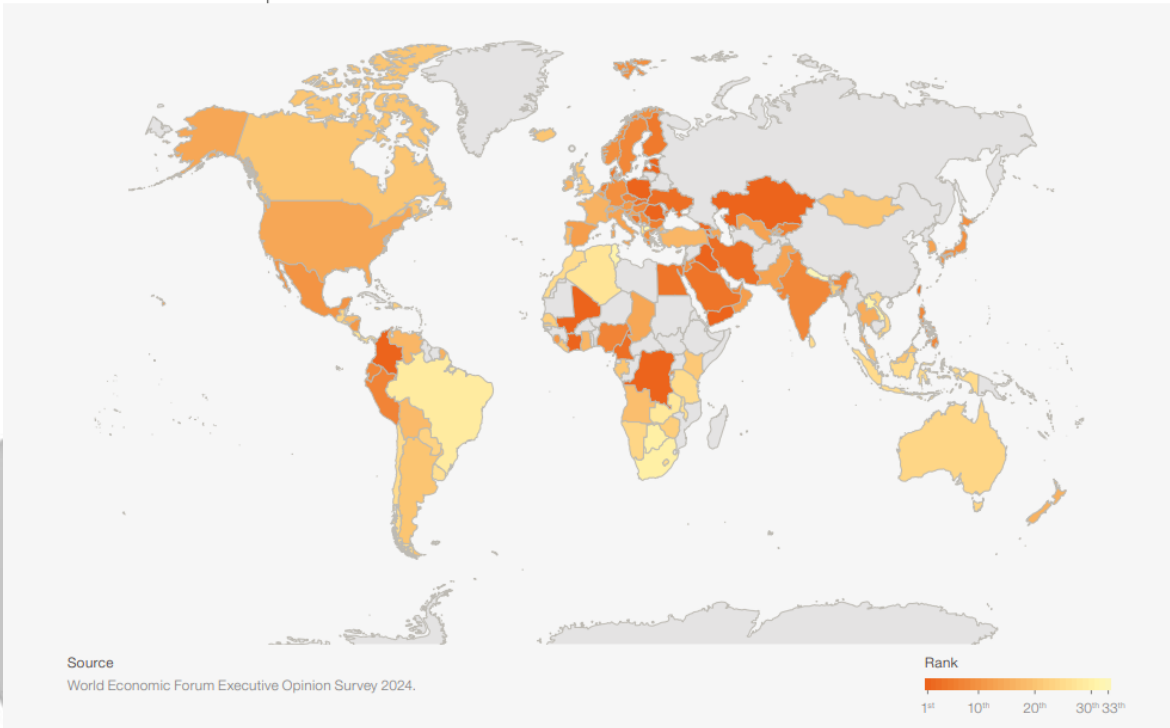 Source
World Economic Forum Executive Opinion Survey 2024.
Rank
1st 10th 20th 30th 33th